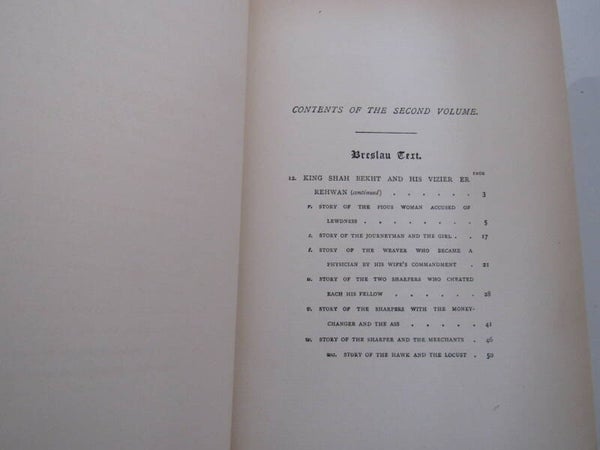 CONTENTS OF THE SECOND VOLUME.
Breslau Text.
PAGE
12. KING SHAH BEKHT AND HIS VIZIER ER
REHWAN (continued) . . . . . . 3
r. STORY OF THE PIOUS WOMAN ACCUSED OF
LEWDNESS . . . . . . . . 5
s. STORY OF THE JOURNEYMAN AND THE GIRL . . 17
t. STORY OF THE WEAVER WHO BECAME A
PHYSICIAN BY HIS WIFE'S COMMANDMENT . 21
u. STORY OF THE TWO SHARPERS WHO CHEATED
EACH HIS FELLOW . . . . . . 28
v. STORY OF THE SHARPERS WITH THE MONEY-
CHANGER AND THE ASS . . . . . 41
w. STORY OF THE SHARPER AND THE MERCHANTS . 46
wa. STORY OF THE HAWK AND THE LOCUST . 50